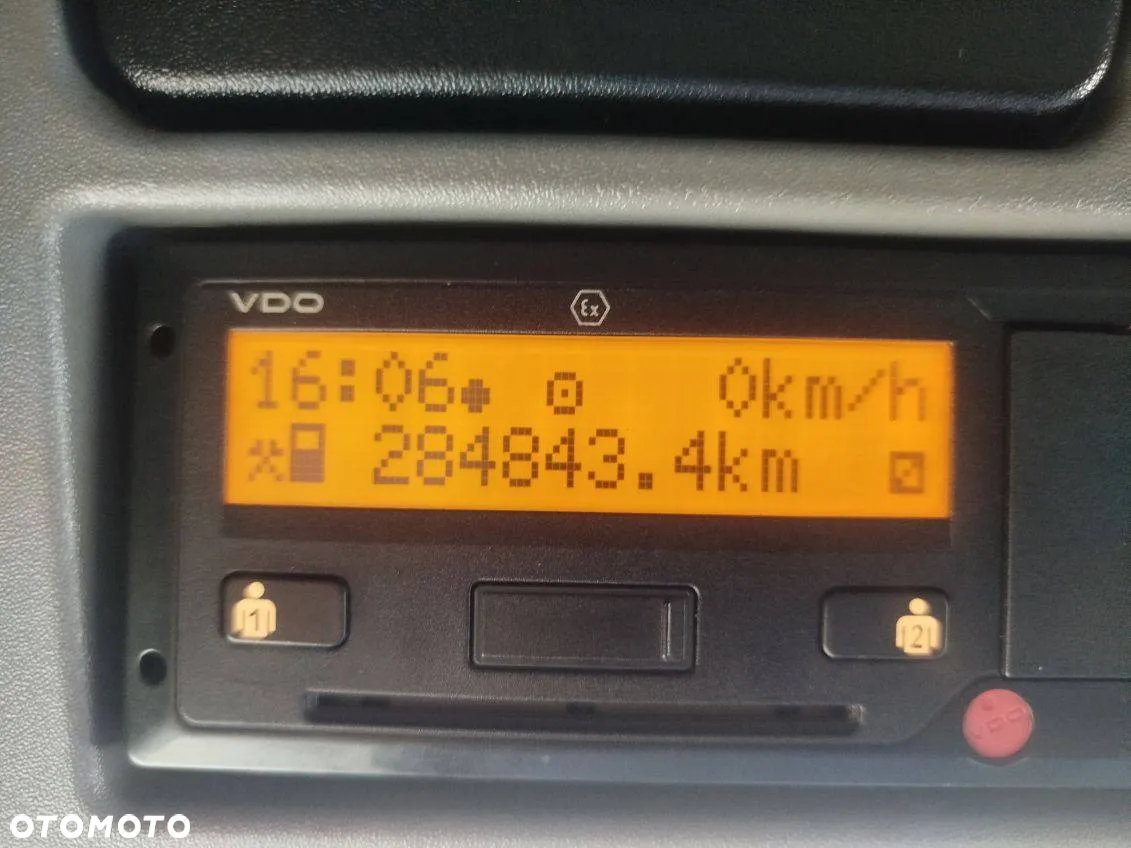 VDO
Ex
16:06 0km/h
284843.4km
1
2
VDO
OTOMOTO